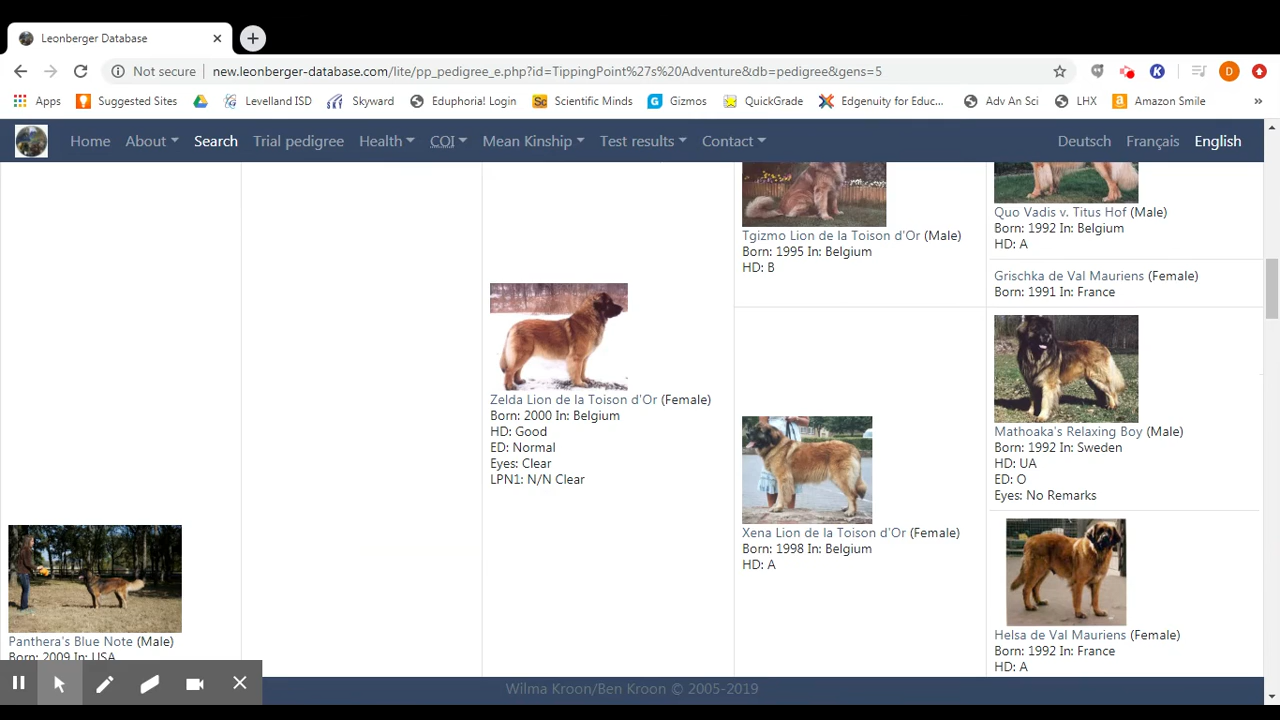 Leonberger Database
Not secure | new.leonberger-database.com/lite/pp_pedigree_e.php?id=TippingPoint%27s%20Adventure&db=pedigree&gens=5
D
Apps Suggested Sites Levelland ISD Skyward Eduphoria! Login Sc Scientific Minds G Gizmos QuickGrade Edgenuity for Educ... Adv An Sci LHX Amazon Smile »
Home About Search Trial pedigree Health COI Mean Kinship Test results Contact Deutsch Français English
Panthera's Blue Note (Male)
Born: 2009 In: USA
Zelda Lion de la Toison d'Or (Female)
Born: 2000 In: Belgium
HD: Good
ED: Normal
Eyes: Clear
LPN1: N/N Clear
Tgizmo Lion de la Toison d'Or (Male)
Born: 1995 In: Belgium
HD: B
Xena Lion de la Toison d'Or (Female)
Born: 1998 In: Belgium
HD: A
Quo Vadis v. Titus Hof (Male)
Born: 1992 In: Belgium
HD: A
Grischka de Val Mauriens (Female)
Born: 1991 In: France
Mathoaka's Relaxing Boy (Male)
Born: 1992 In: Sweden
HD: UA
ED: O
Eyes: No Remarks
Helsa de Val Mauriens (Female)
Born: 1992 In: France
HD: A
Wilma Kroon/Ben Kroon © 2005-2019